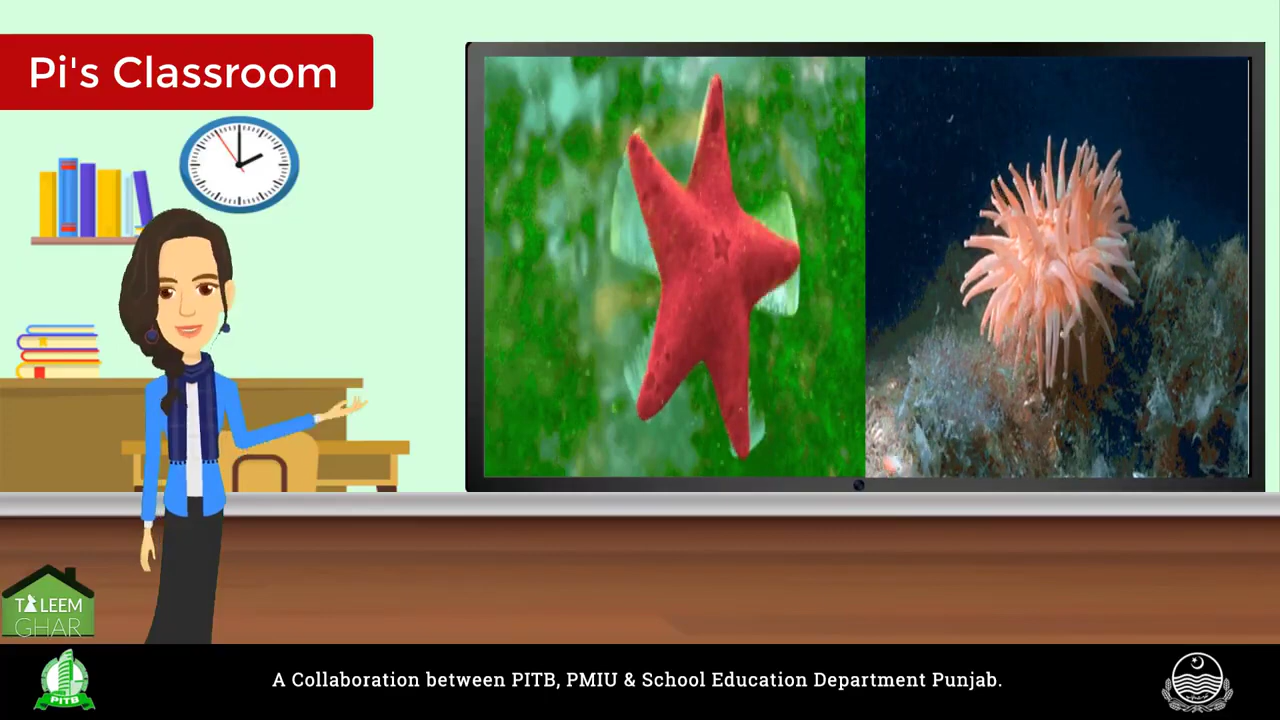 Pi's Classroom
TALEEM
GHAR
PITB
A Collaboration between PITB, PMIU & School Education Department Punjab.